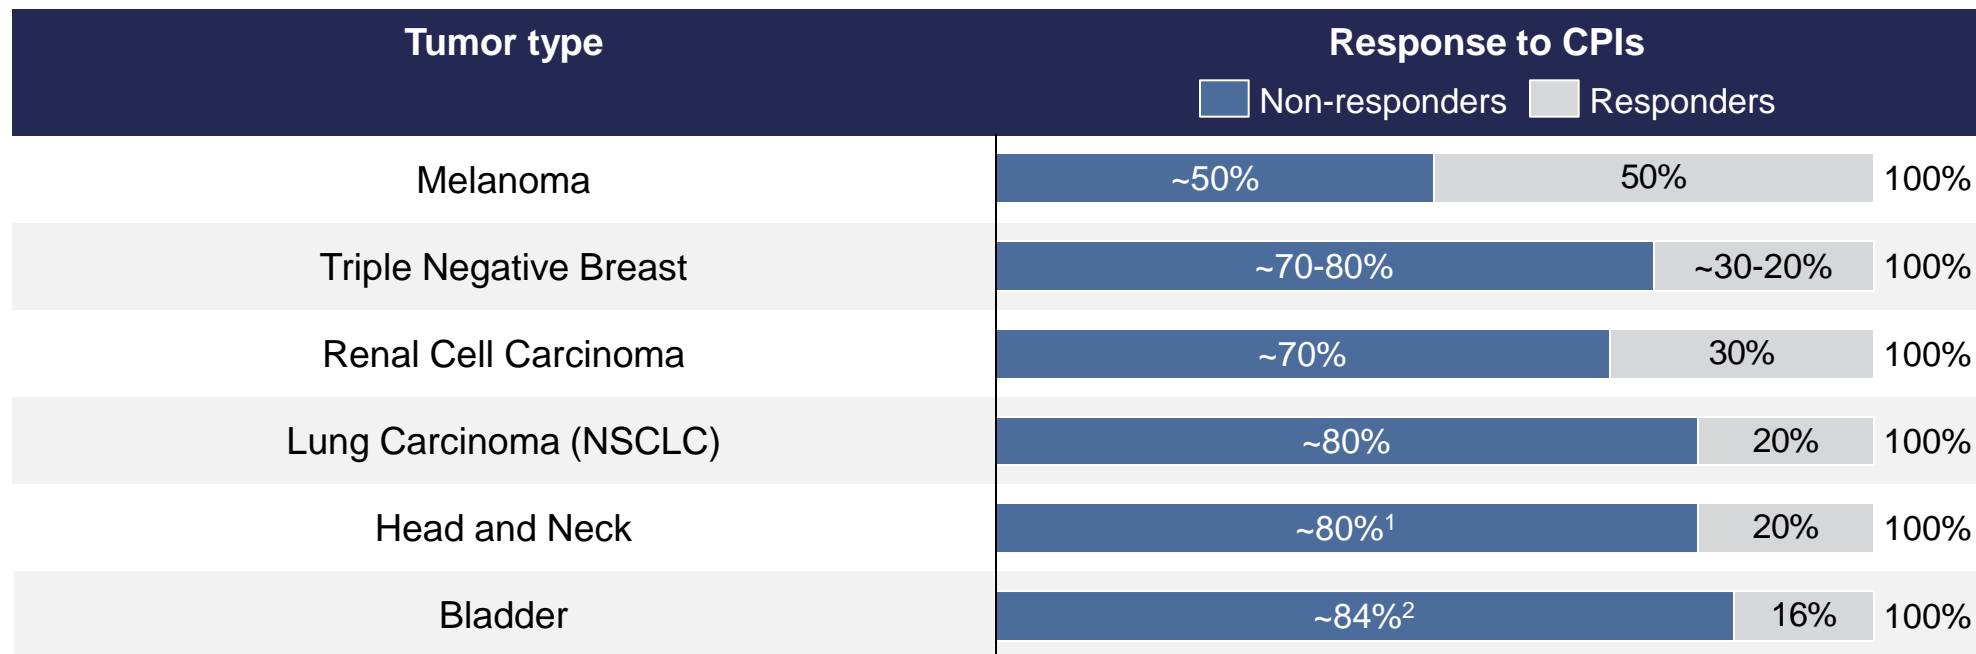 Tumor type
Response to CPIs
Non-responders Responders
Melanoma ~50% 50% 100%
Triple Negative Breast ~70-80% ~30-20% 100%
Renal Cell Carcinoma ~70% 30% 100%
Lung Carcinoma (NSCLC) ~80% 20% 100%
Head and Neck ~80%¹ 20% 100%
Bladder ~84%² 16% 100%